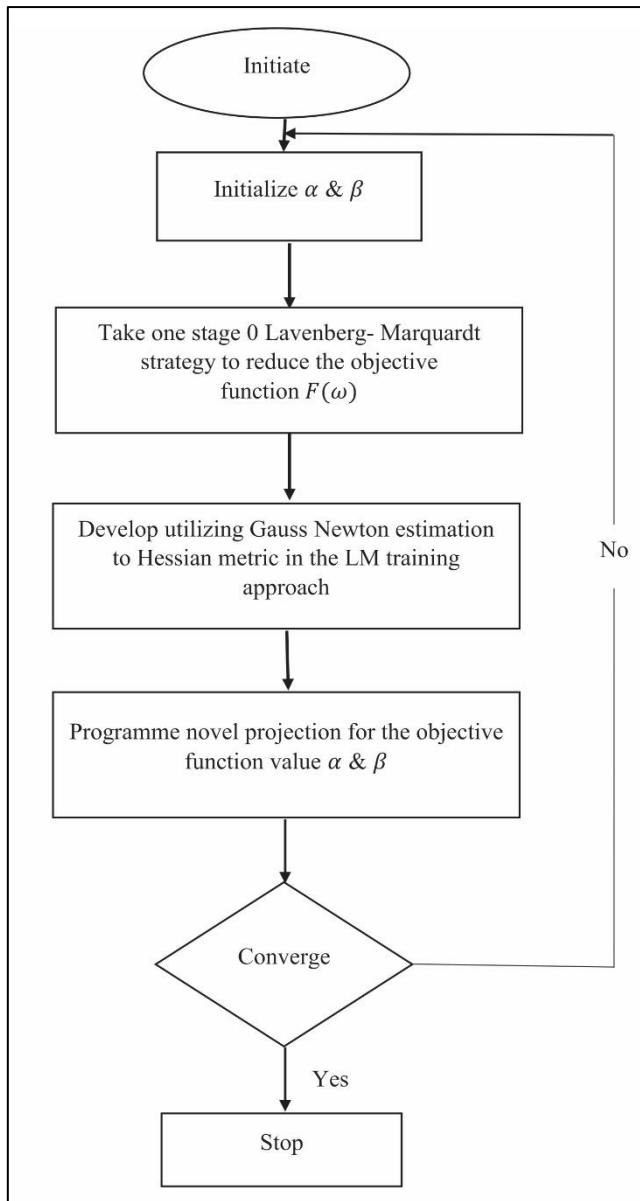 Initiate
Initialize α & β
Take one stage 0 Lavenberg- Marquardt
strategy to reduce the objective
function F(ω)
Develop utilizing Gauss Newton estimation
to Hessian metric in the LM training
approach
No
Programme novel projection for the objective
function value α & β
Converge
Yes
Stop